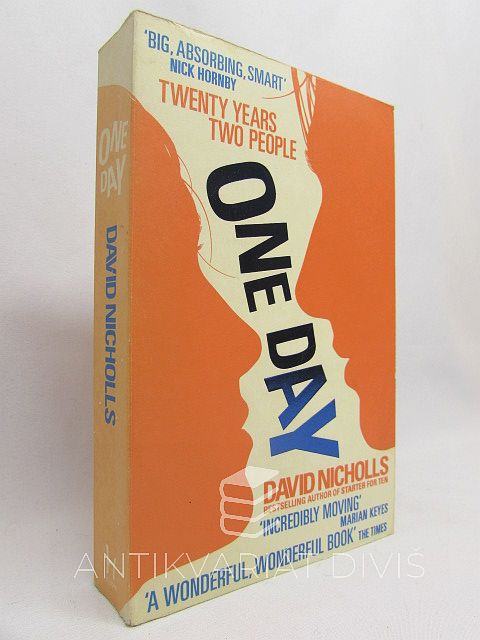 ONE
DAY
DAVID NICHOLLS
'BIG, ABSORBING, SMART'
NICK HORNBY
TWENTY YEARS
TWO PEOPLE
ONE DAY
DAVID NICHOLLS
BESTSELLING AUTHOR OF STARTER FOR TEN
'INCREDIBLY MOVING'
MARIAN KEYES
'A WONDERFUL, WONDERFUL BOOK' THE TIMES
ANTIKVARIÁT DIVIŠ